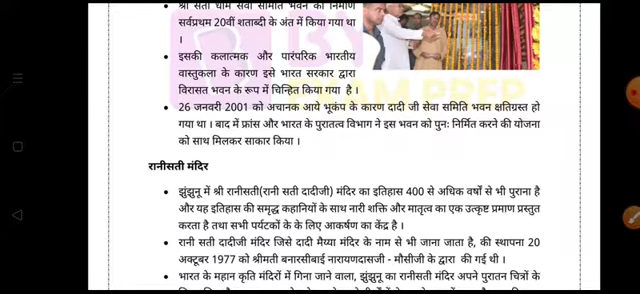 श्री सती धाम सेवा समिति भवन का निर्माण
सर्वप्रथम 20वीं शताब्दी के अंत में किया गया था
।
इसकी कलात्मक और पारंपरिक भारतीय
वास्तुकला के कारण इसे भारत सरकार द्वारा
विरासत भवन के रूप में चिन्हित किया गया है ।
26 जनवरी 2001 को अचानक आये भूकंप के कारण दादी जी सेवा समिति भवन क्षतिग्रस्त हो
गया था । बाद में फ्रांस और भारत के पुरातत्व विभाग ने इस भवन को पुन: निर्मित करने की योजना
को साथ मिलकर साकार किया ।
रानीसती मंदिर
झुंझुनू में श्री रानीसती(रानी सती दादीजी) मंदिर का इतिहास 400 से अधिक वर्षों से भी पुराना है
और यह इतिहास की समृद्ध कहानियों के साथ नारी शक्ति और मातृत्व का एक उत्कृष्ट प्रमाण प्रस्तुत
करता है तथा सभी पर्यटकों के के लिए आकर्षण का केंद्र है ।
रानी सती दादीजी मंदिर जिसे दादी मैय्या मंदिर के नाम से भी जाना जाता है, की स्थापना 20
अक्टूबर 1977 को श्रीमती बनारसीबाई नारायणदासजी - मौसीजी के द्वारा की गई थी ।
भारत के महान कृति मंदिरों में गिना जाने वाला, झुंझुनू का रानीसती मंदिर अपने पुरातन चित्रों के